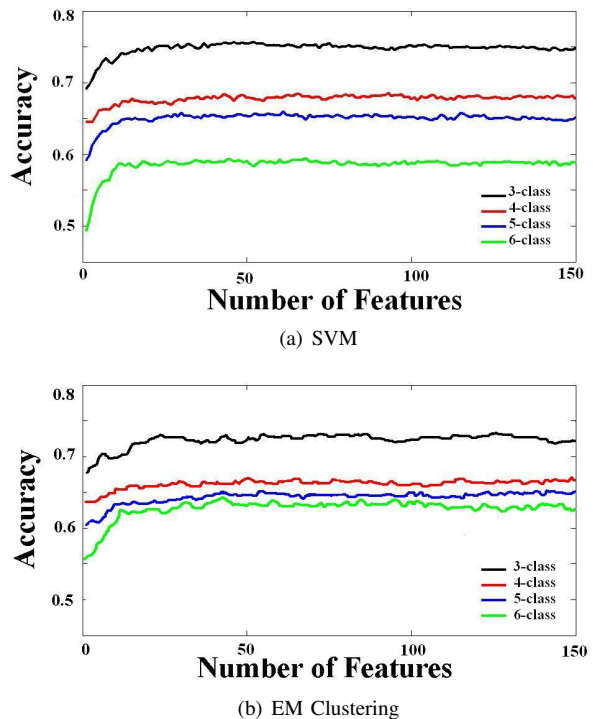 0.8
0.7
0.6
0.5
Accuracy
3-class
4-class
5-class
6-class
0 50 100 150
Number of Features
(a) SVM
0.8
0.7
0.6
0.5
Accuracy
3-class
4-class
5-class
6-class
0 50 100 150
Number of Features
(b) EM Clustering